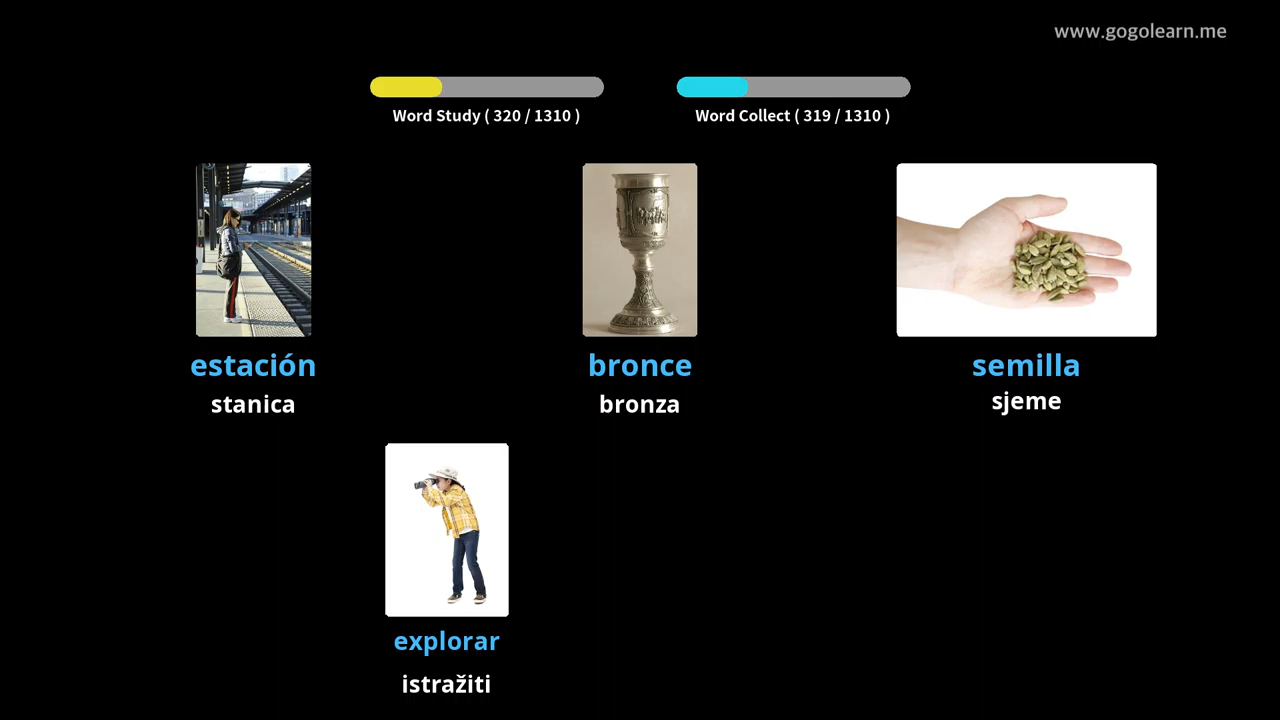 www.gogolearn.me
Word Study ( 320 / 1310 )
Word Collect ( 319 / 1310 )
estación
stanica
bronce
bronza
semilla
sjeme
explorar
istražiti